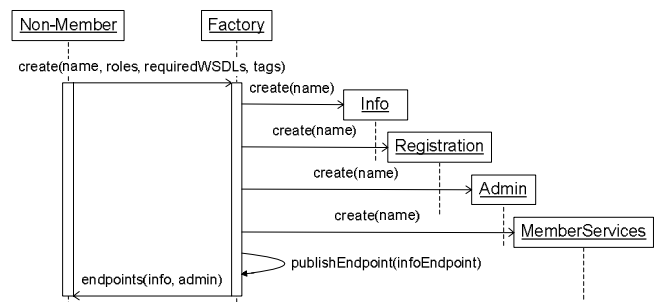 Non-Member
Factory
create(name, roles, requiredWSDLs, tags)
create(name)
Info
create(name)
Registration
create(name)
Admin
create(name)
MemberServices
publishEndpoint(infoEndpoint)
endpoints(info, admin)